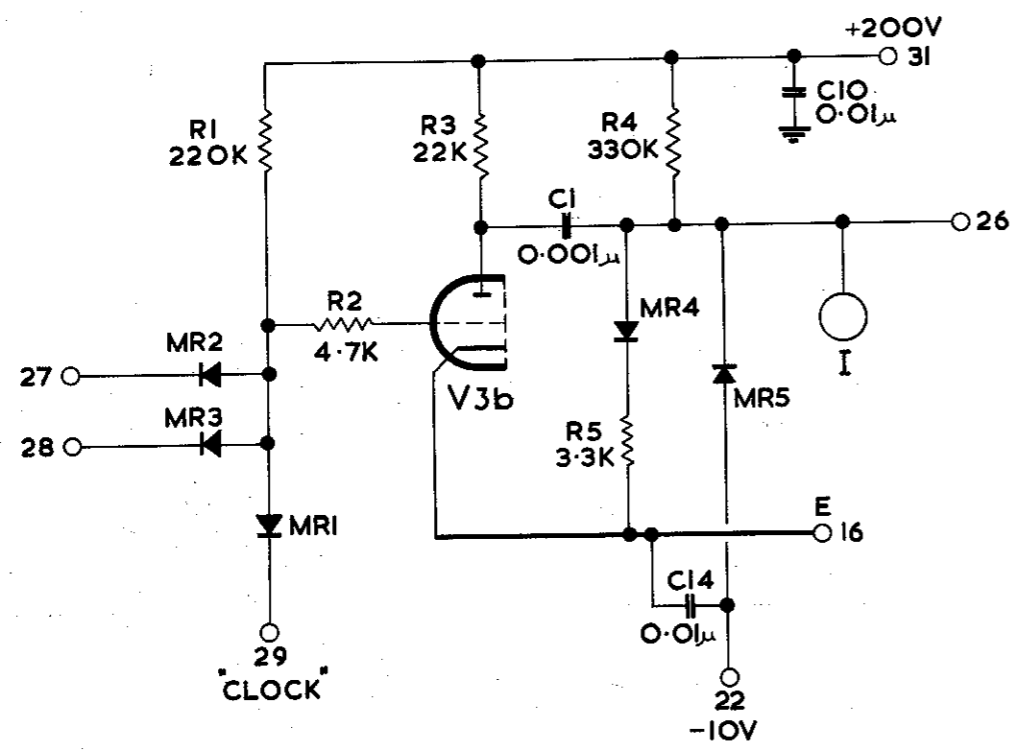 +200V
31
C10
0·01μ
R1
220K
R3
22K
R4
330K
C1
0·001μ
26
R2
4·7K
MR4
I
MR2
27
V3b
MR5
MR3
28
R5
3·3K
E
16
MR1
C14
0·01μ
29
"CLOCK"
22
-10V